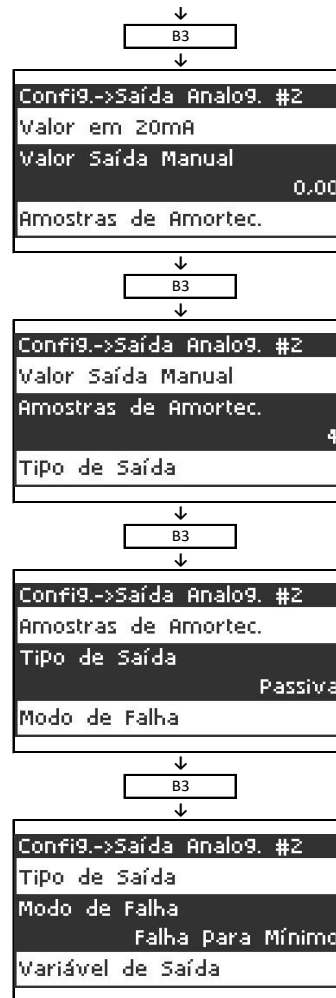 ↓
B3
↓
Config.->Saída Analog. #2
Valor em 20mA
Valor Saída Manual
0,00
Amostras de Amortec.
↓
B3
↓
Config.->Saída Analog. #2
Valor Saída Manual
Amostras de Amortec.
4
Tipo de Saída
↓
B3
↓
Config.->Saída Analog. #2
Amostras de Amortec.
Tipo de Saída
Passiva
Modo de Falha
↓
B3
↓
Config.->Saída Analog. #2
Tipo de Saída
Modo de Falha
Falha para Mínimo
Variável de Saída